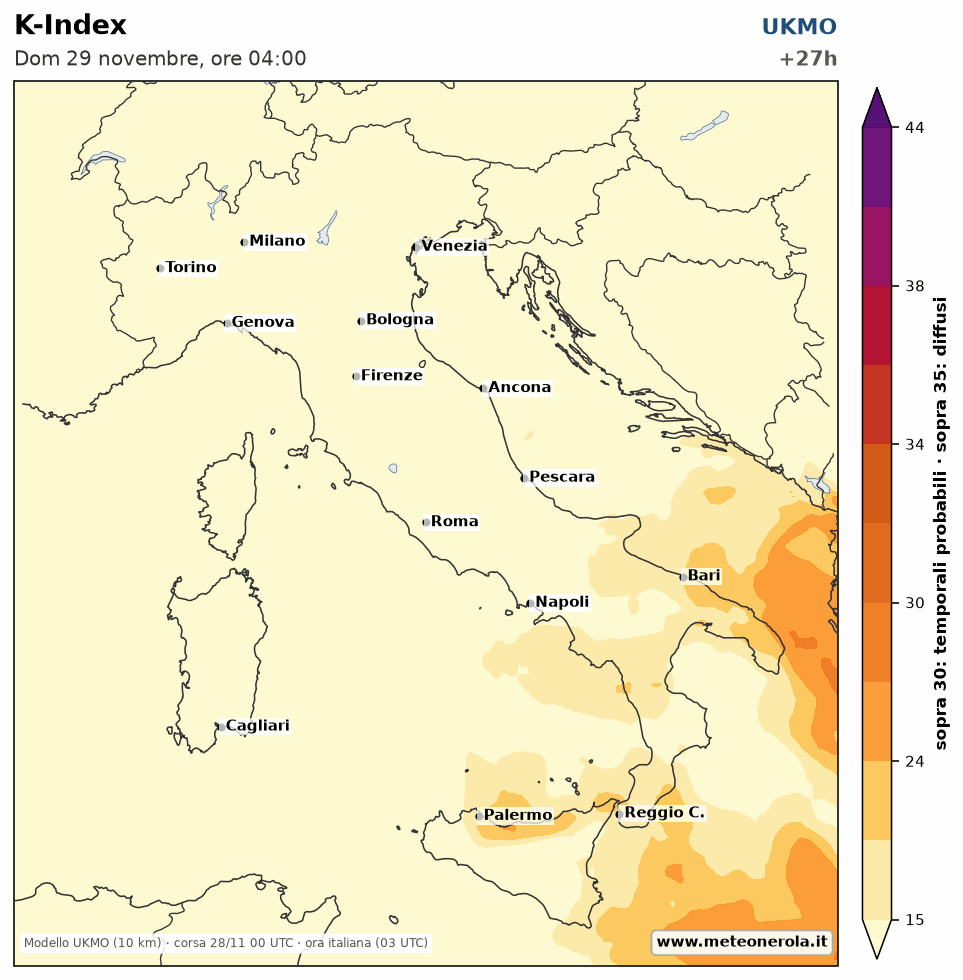 K-Index
UKMO
Dom 29 novembre, ore 04:00
+27h
Milano
Venezia
Torino
Genova
Bologna
Firenze
Ancona
Pescara
Roma
Bari
Napoli
Cagliari
Palermo
Reggio C.
44
38
34
30
24
15
sopra 30: temporali probabili · sopra 35: diffusi
Modello UKMO (10 km) · corsa 28/11 00 UTC · ora italiana (03 UTC)
www.meteonerola.it